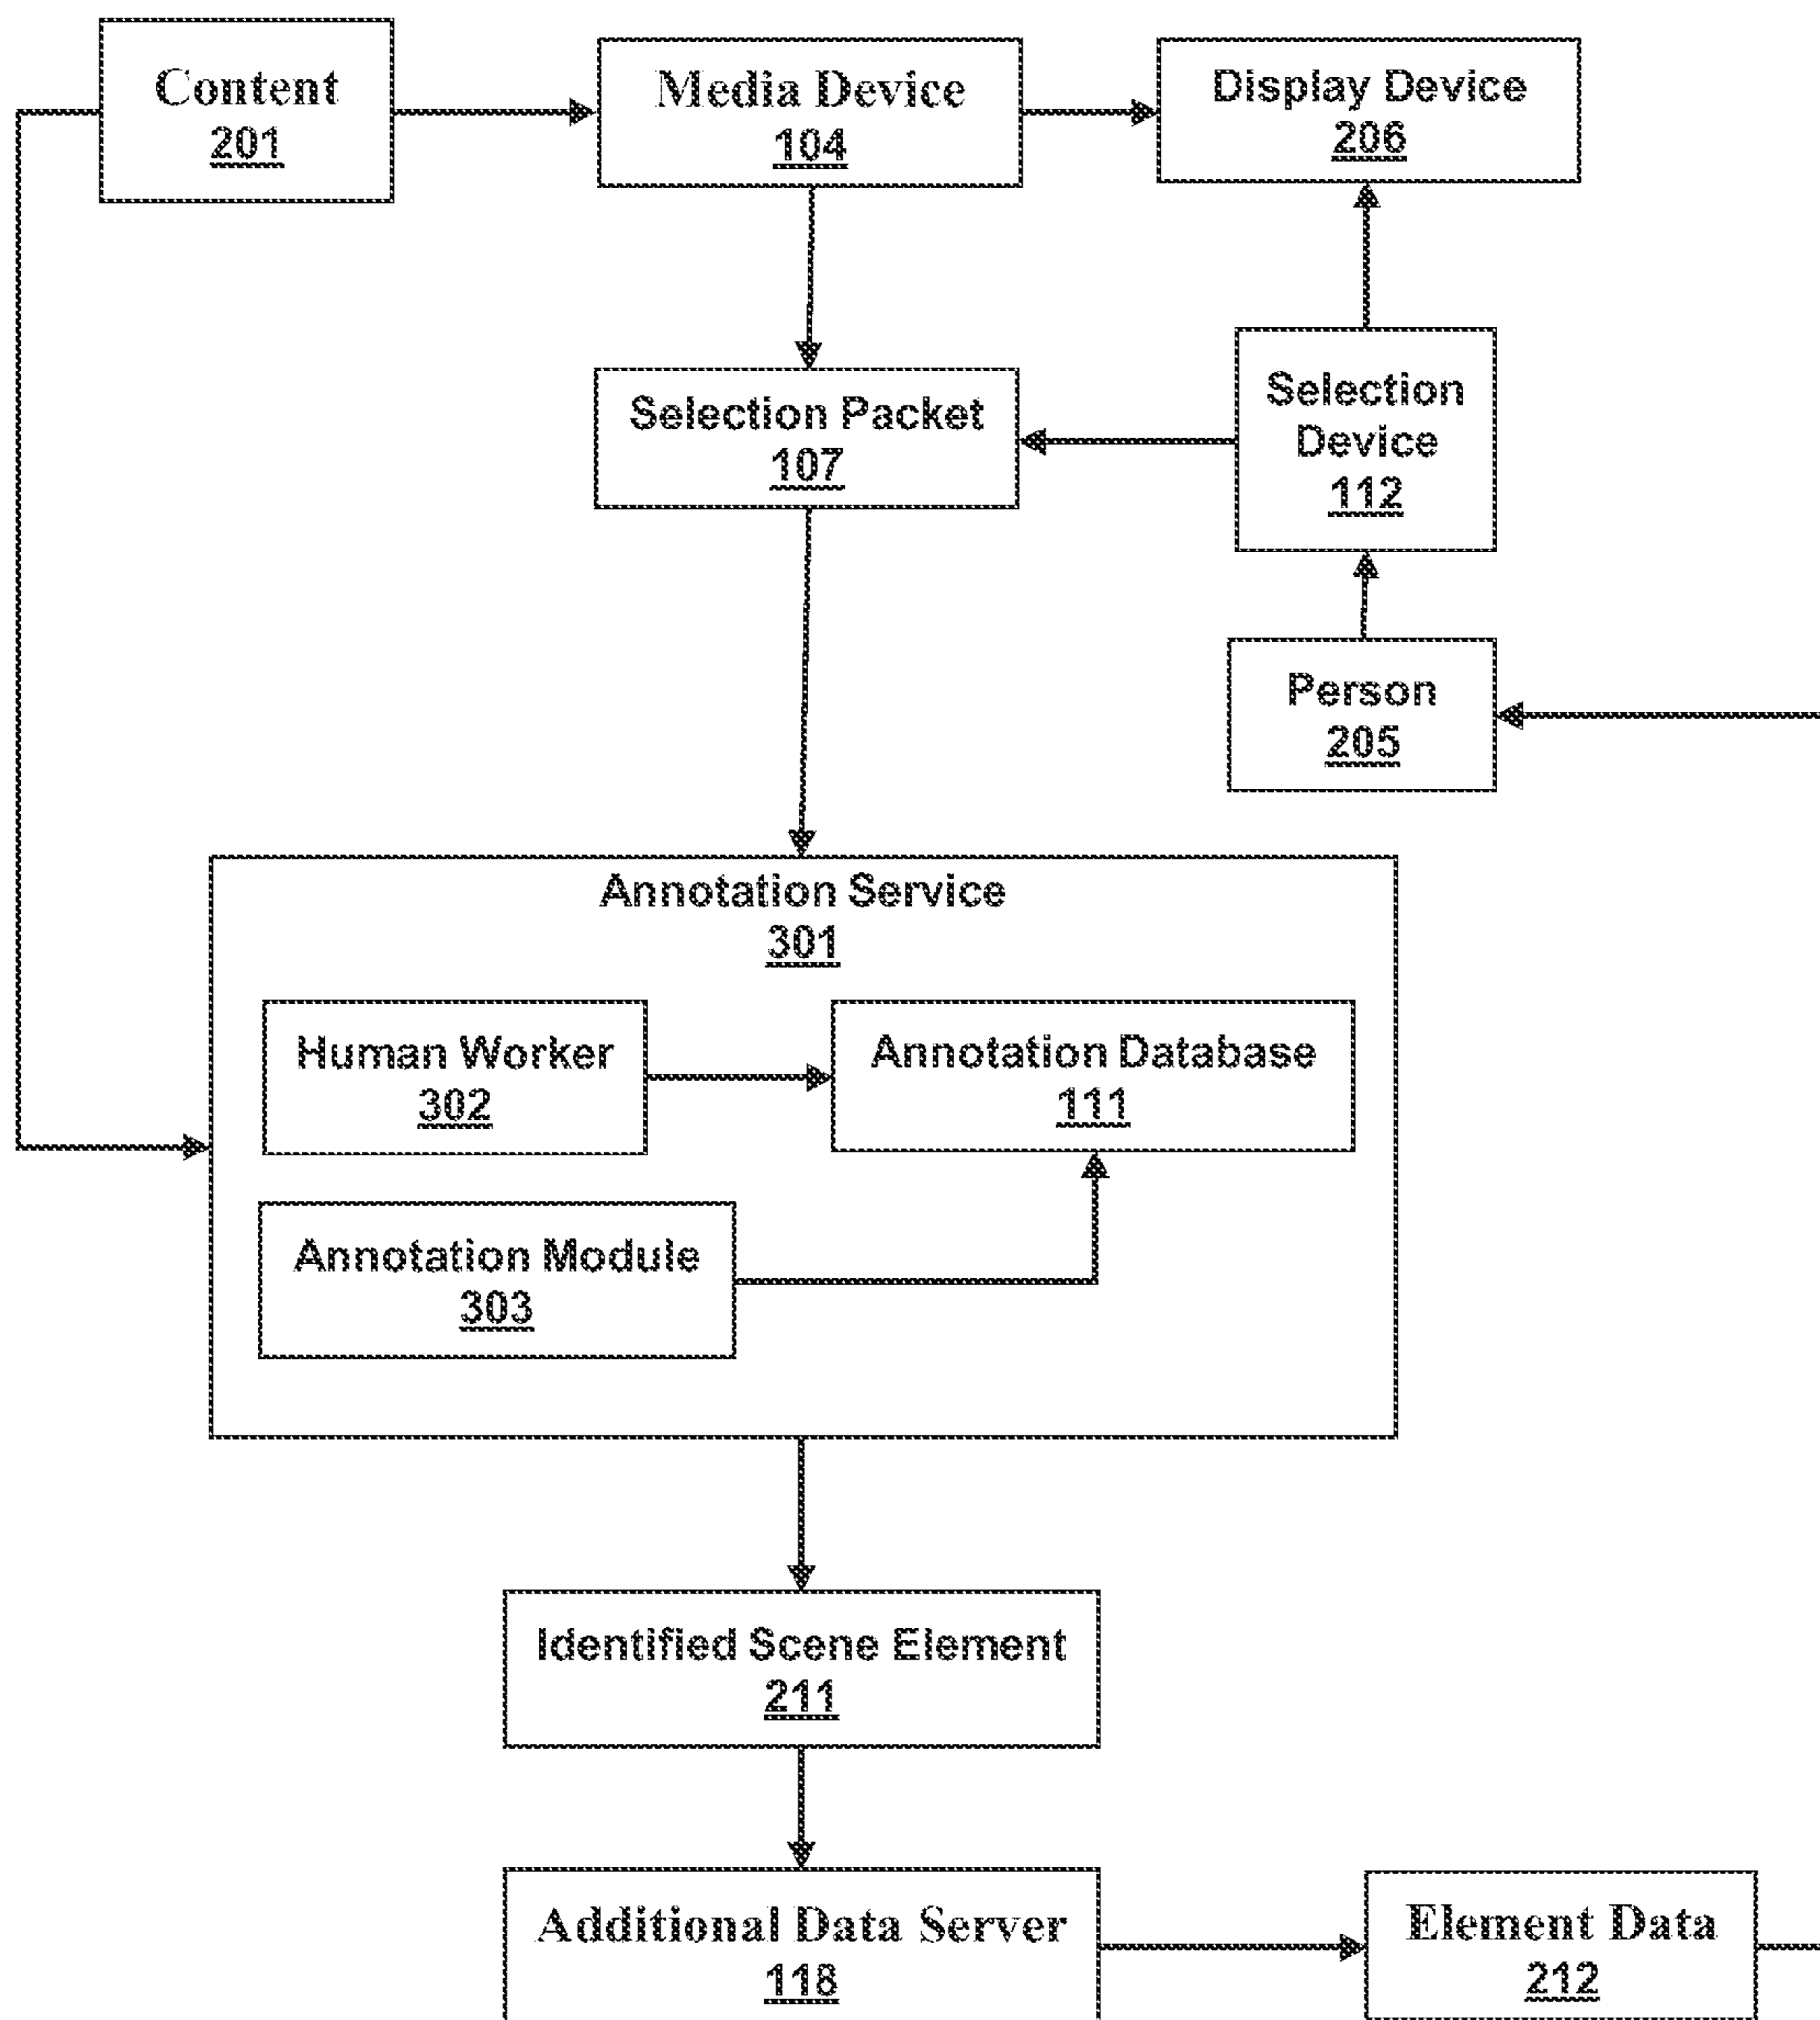 Content
201
Media Device
104
Display Device
206
Selection Packet
107
Selection
Device
112
Person
205
Annotation Service
301
Human Worker
302
Annotation Database
111
Annotation Module
303
Identified Scene Element
211
Additional Data Server
118
Element Data
212